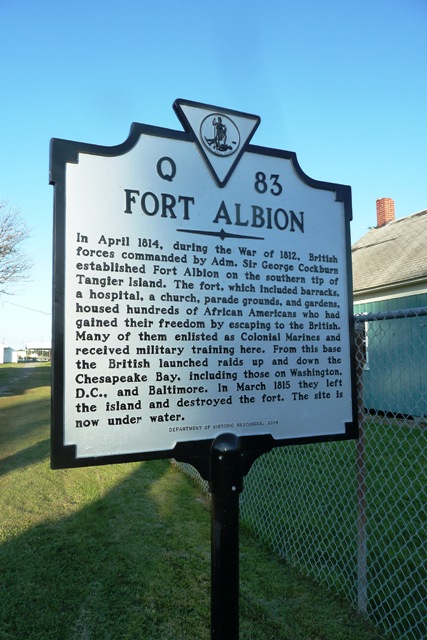 Q 83
FORT ALBION
In April 1814, during the War of 1812, British
forces commanded by Adm. Sir George Cockburn
established Fort Albion on the southern tip of
Tangier Island. The fort, which included barracks,
a hospital, a church, parade grounds, and gardens,
housed hundreds of African Americans who had
gained their freedom by escaping to the British.
Many of them enlisted as Colonial Marines and
received military training here. From this base
the British launched raids up and down the
Chesapeake Bay, including those on Washington,
D.C., and Baltimore. In March 1815 they left
the island and destroyed the fort. The site is
now under water.
DEPARTMENT OF HISTORIC RESOURCES, 2014